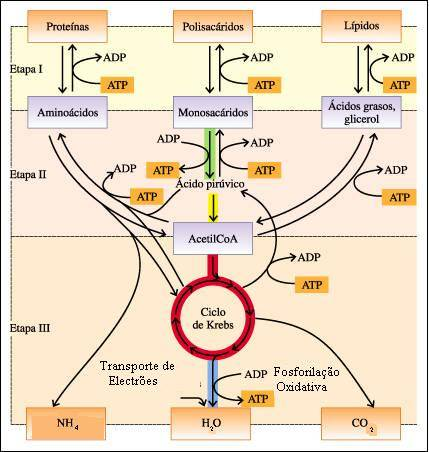 Proteínas
Polisacáridos
Lípidos
ADP
ADP
ADP
Etapa I
ATP
ATP
ATP
Aminoácidos
Monosacáridos
Ácidos grasos,
glicerol
ADP
ADP
ADP
ADP
Etapa II
ATP
ATP
ATP
ATP
Ácido pirúvico
AcetilCoA
ADP
ATP
Etapa III
Ciclo
de Krebs
Transporte de
Electrões
ADP
Fosforilação
Oxidativa
ATP
NH4
H2O
CO2